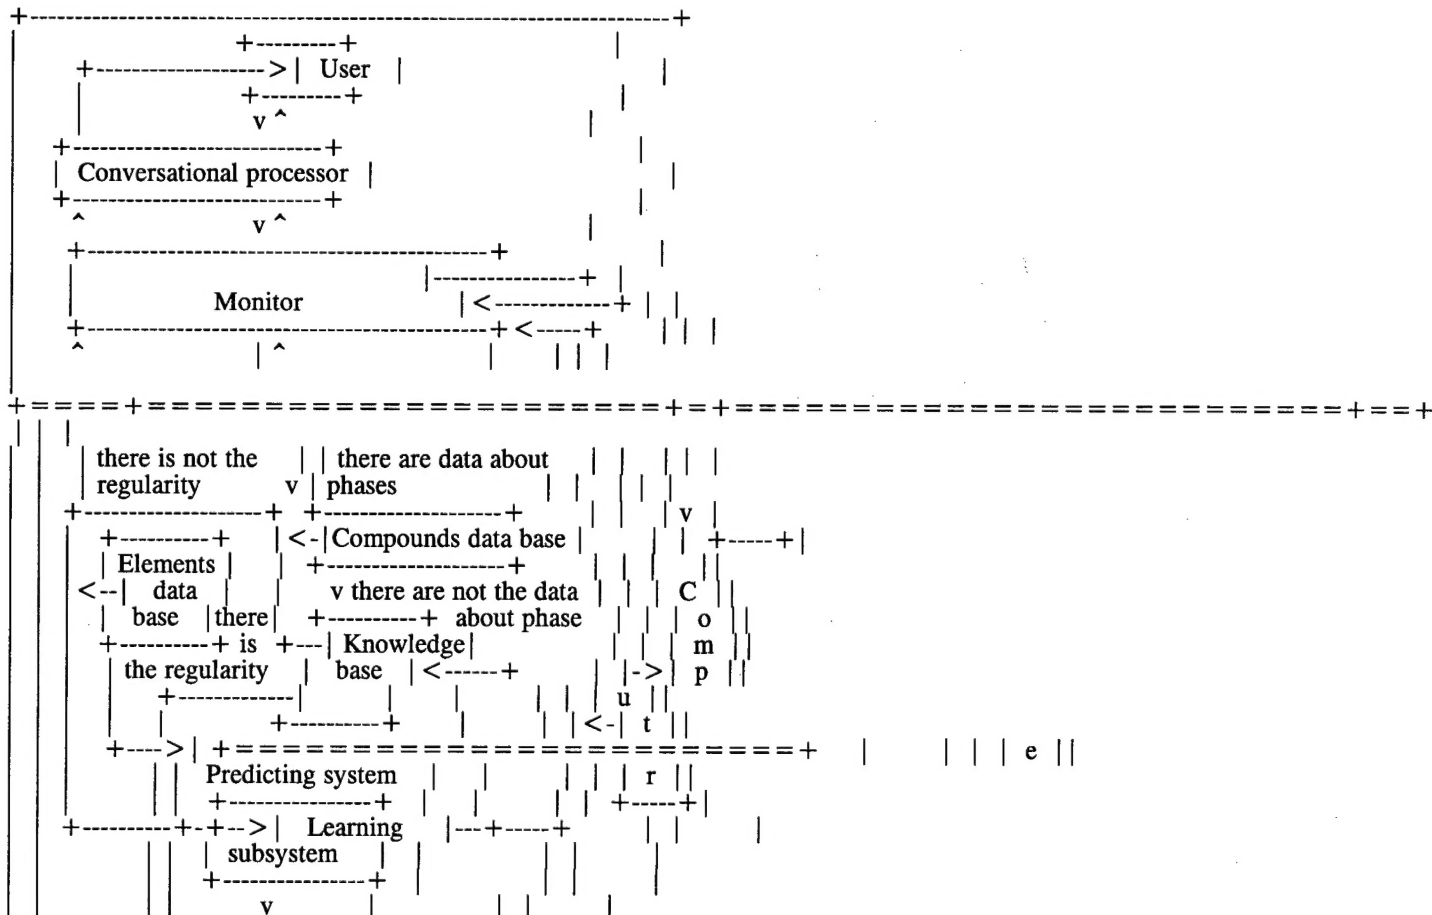 +---------------------------------------------------------------------+
+----------+ |
+------------------->| User | |
| +---------+ |
| v ^ |
+----------------------------+ |
| Conversational processor | |
+----------------------------+ |
^ v ^ |
+-------------------------------------------+ |
| |---------------+ |
| Monitor |<-------------+ | |
+---------------------------------------------+ <-----+ | | |
^ | ^ | | | |
+====+==================+=+======================+==+
| | |
| there is not the | | there are data about | | | | |
| regularity v | phases | | | | |
+-------------------+ +--------------------+ | | | v |
| +-----------+ | <-|Compounds data base | | | +-----+ |
| Elements | | +--------------------+ | | | ||
<--| data | | v there are not the data | | | C ||
| base |there| +----------+ about phase | | | o ||
+-----------+ is +---| Knowledge| | | | m ||
| the regularity | base |<------+ | |->| p ||
| +-------------| | | | | | u ||
| | +----------+ | | |<-| t ||
+---->| +=====================+ | | | | e ||
|| Predicting system | | | | | r ||
|| +----------------+ | | | | +-----+ |
+----------+-+-->| Learning |---+-----+ | | |
|| | subsystem | | | | |
+---------------+ | | | |
v | | | |